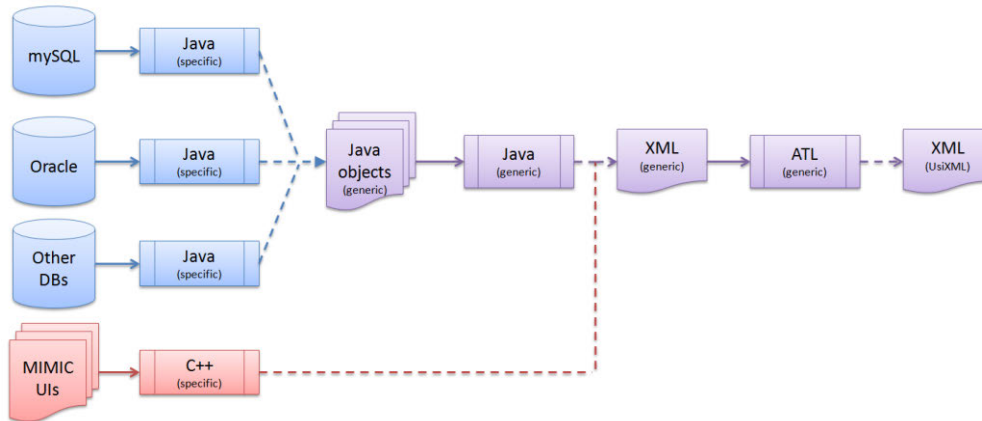 mySQL
Java
(specific)
Oracle
Java
(specific)
Java
objects
(generic)
Java
(generic)
XML
(generic)
ATL
(generic)
XML
(UsiXML)
Other
DBs
Java
(specific)
MIMIC
UIs
C++
(specific)